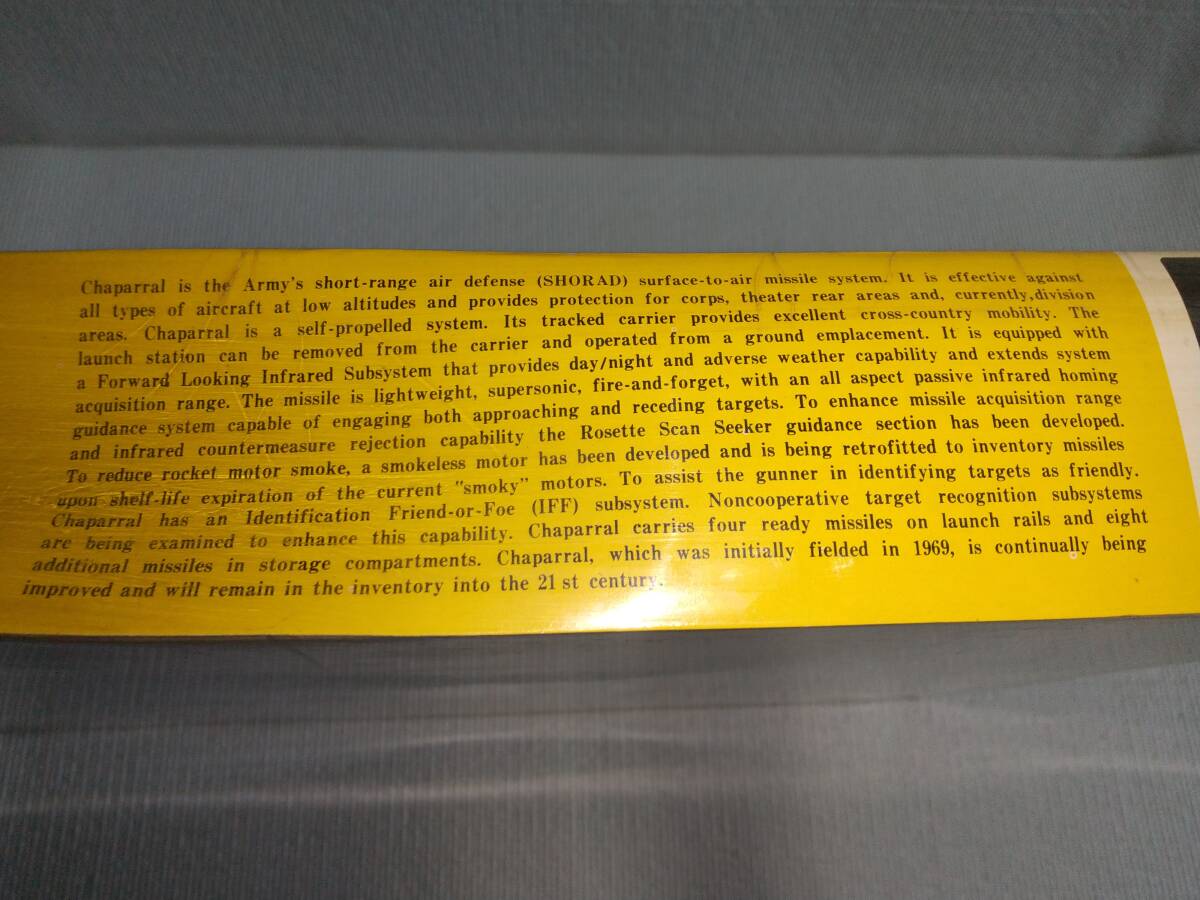 Chaparral is the Army's short-range air defense (SHORAD) surface-to-air missile system. It is effective against
all types of aircraft at low altitudes and provides protection for corps, theater rear areas and, currently,division
areas. Chaparral is a self-propelled system. Its tracked carrier provides excellent cross-country mobility. The
launch station can be removed from the carrier and operated from a ground emplacement. It is equipped with
a Forward Looking Infrared Subsystem that provides day/night and adverse weather capability and extends system
acquisition range. The missile is lightweight, supersonic, fire-and-forget, with an all aspect passive infrared homing
guidance system capable of engaging both approaching and receding targets. To enhance missile acquisition range
and infrared countermeasure rejection capability the Rosette Scan Seeker guidance section has been developed.
To reduce rocket motor smoke, a smokeless motor has been developed and is being retrofitted to inventory missiles
upon shelf-life expiration of the current "smoky" motors. To assist the gunner in identifying targets as friendly.
Chaparral has an Identification Friend-or-Foe (IFF) subsystem. Noncooperative target recognition subsystems
are being examined to enhance this capability. Chaparral carries four ready missiles on launch rails and eight
additional missiles in storage compartments. Chaparral, which was initially fielded in 1969, is continually being
improved and will remain in the inventory into the 21 st century.